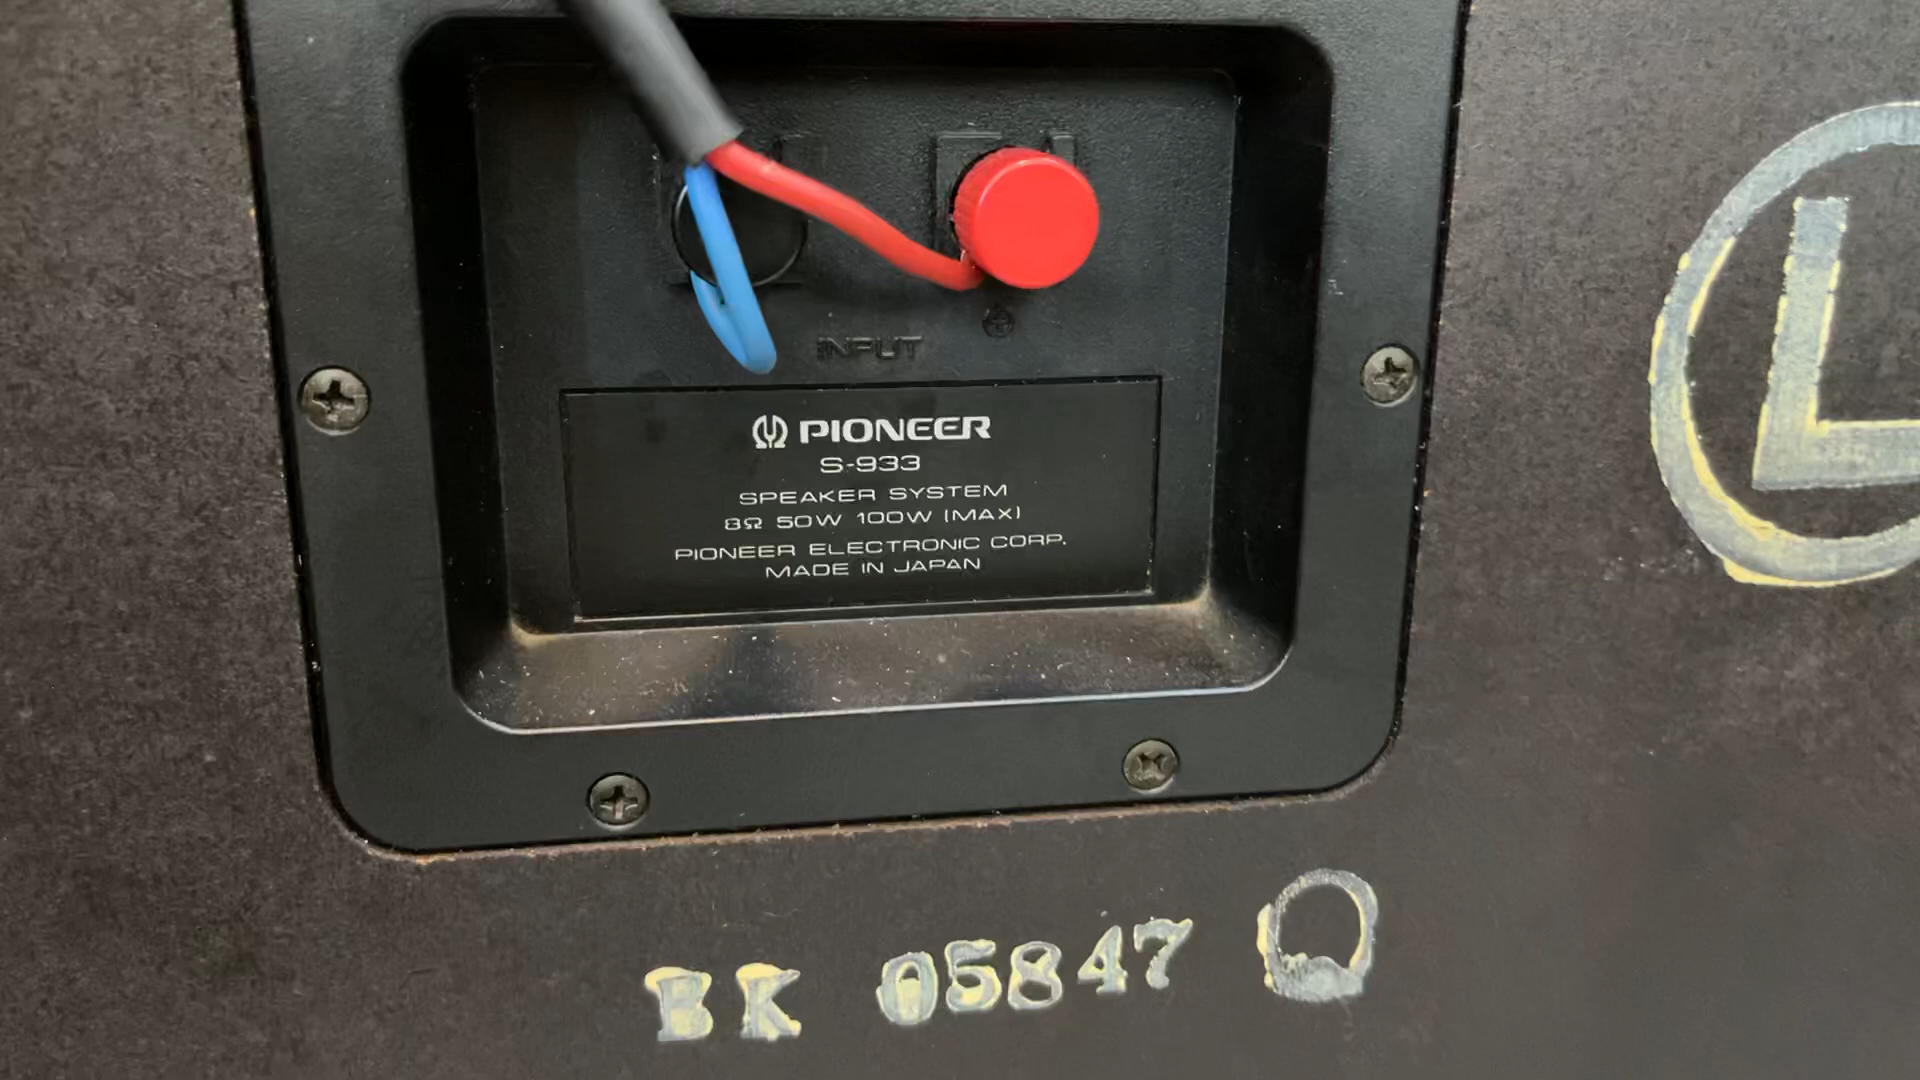 INPUT
PIONEER
S-933
SPEAKER SYSTEM
8Ω 50W 100W (MAX)
PIONEER ELECTRONIC CORP.
MADE IN JAPAN
L
BK 05847